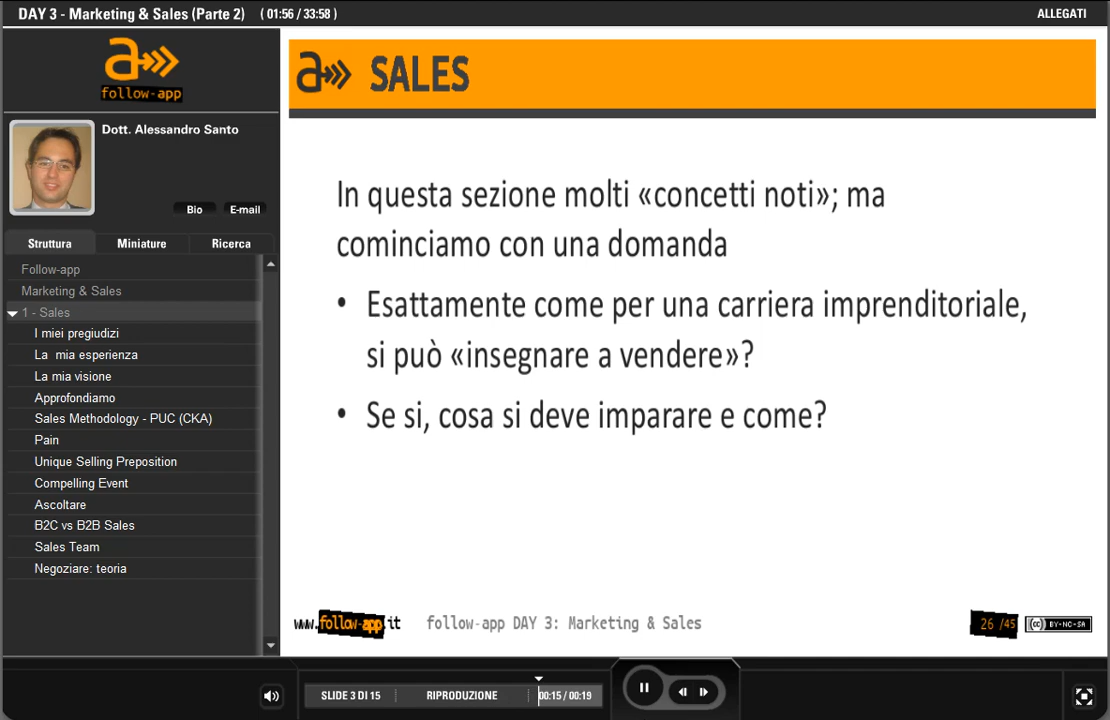 DAY 3 - Marketing & Sales (Parte 2) (01:56 / 33:58) ALLEGATI
a
follow-app
Dott. Alessandro Santo
Bio E-mail
Struttura Miniature Ricerca
Follow-app
Marketing & Sales
1 - Sales
I miei pregiudizi
La mia esperienza
La mia visione
Approfondiamo
Sales Methodology - PUC (CKA)
Pain
Unique Selling Preposition
Compelling Event
Ascoltare
B2C vs B2B Sales
Sales Team
Negoziare: teoria
a SALES
In questa sezione molti «concetti noti»; ma
cominciamo con una domanda
• Esattamente come per una carriera imprenditoriale,
si può «insegnare a vendere»?
• Se si, cosa si deve imparare e come?
www.follow-app.it follow-app DAY 3: Marketing & Sales 26 /45 (cc) BY-NC-SA
SLIDE 3 DI 15 RIPRODUZIONE 00:15 / 00:19